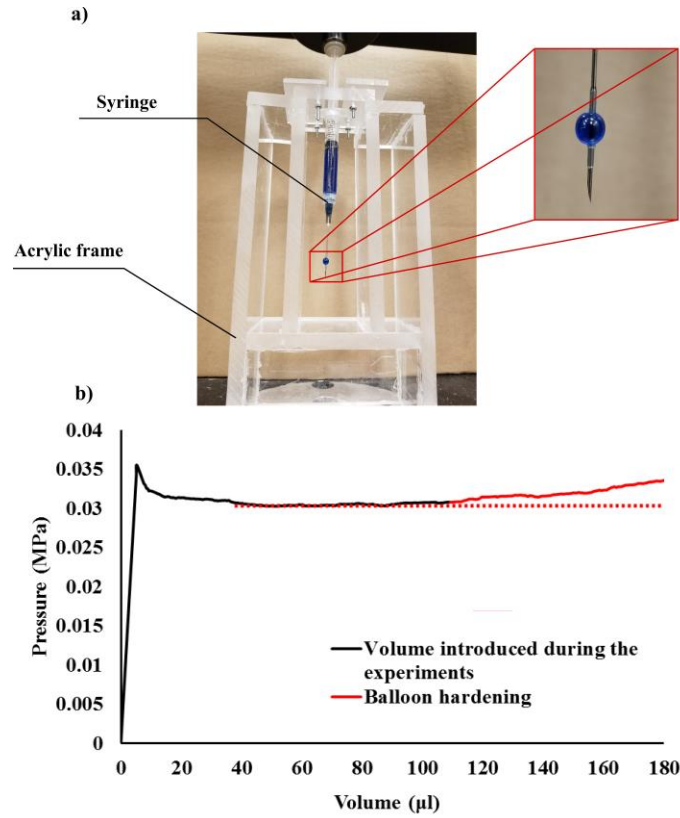 a)
Syringe
Acrylic frame
b)
0.04
0.035
0.03
0.025
0.02
0.015
0.01
0.005
0
Pressure (MPa)
Volume introduced during the
experiments
Balloon hardening
0 20 40 60 80 100 120 140 160 180
Volume (µl)